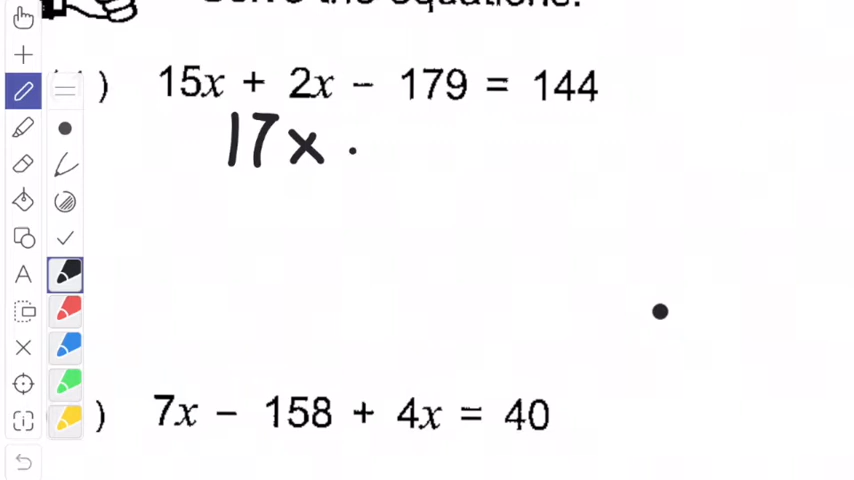 Solve the equations.
) 15x + 2x − 179 = 144
17x
) 7x − 158 + 4x = 40